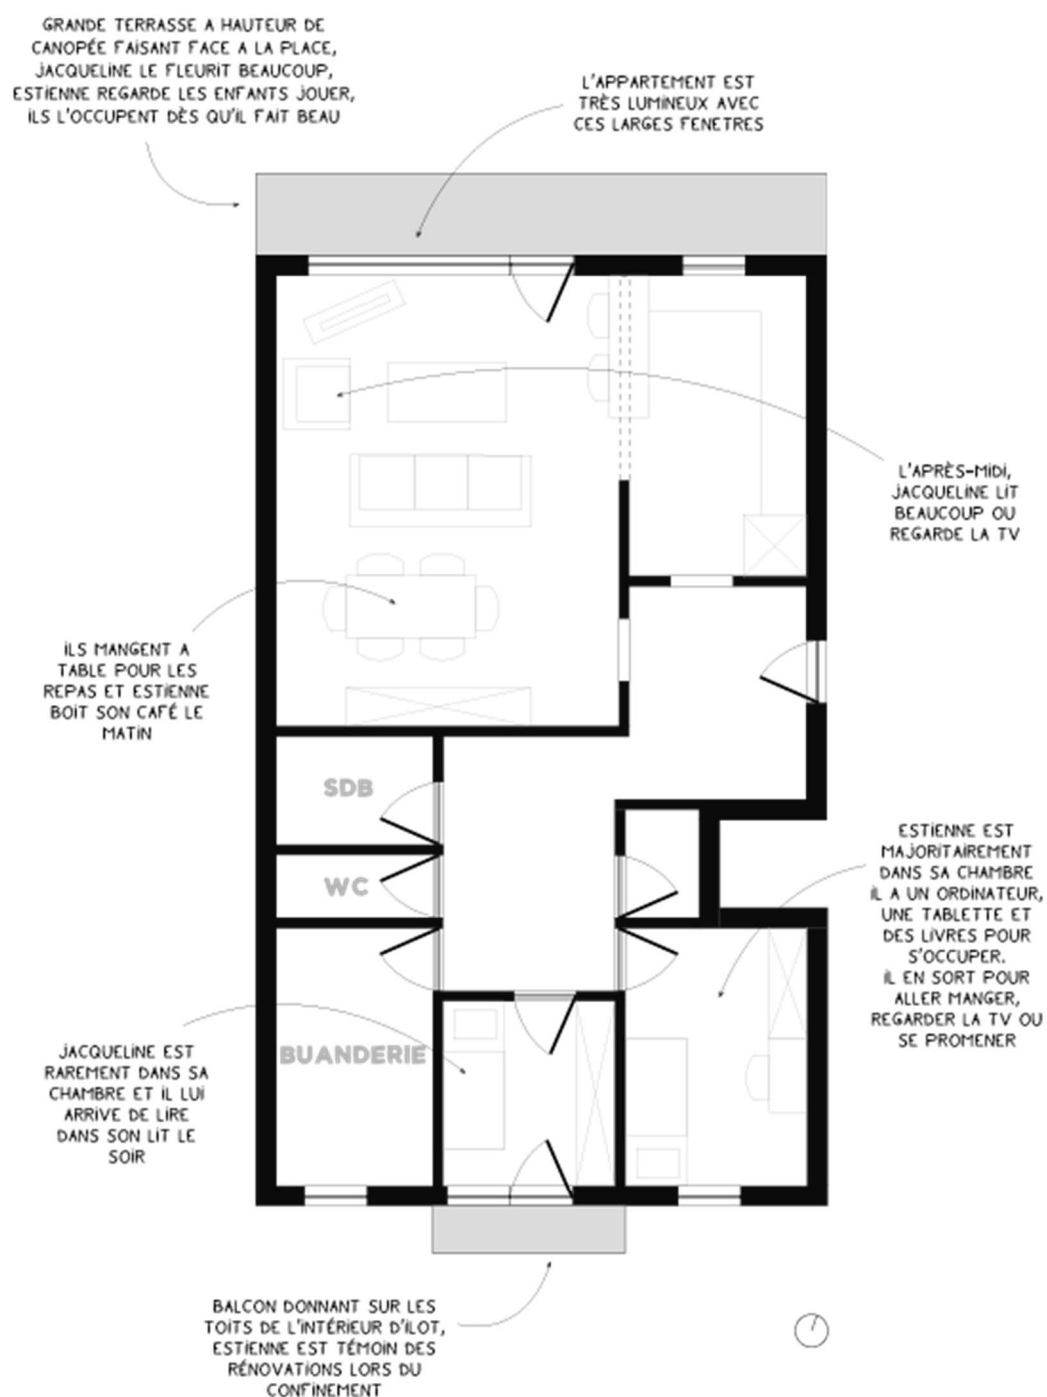 GRANDE TERRASSE A HAUTEUR DE
CANOPÉE FAISANT FACE A LA PLACE,
JACQUELINE LE FLEURIT BEAUCOUP,
ESTIENNE REGARDE LES ENFANTS JOUER,
ILS L'OCCUPENT DÈS QU'IL FAIT BEAU
L'APPARTEMENT EST
TRÈS LUMINEUX AVEC
CES LARGES FENETRES
L'APRÈS-MIDI,
JACQUELINE LIT
BEAUCOUP OU
REGARDE LA TV
ILS MANGENT A
TABLE POUR LES
REPAS ET ESTIENNE
BOIT SON CAFÉ LE
MATIN
SDB
WC
ESTIENNE EST
MAJORITAIREMENT
DANS SA CHAMBRE
IL A UN ORDINATEUR,
UNE TABLETTE ET
DES LIVRES POUR
S'OCCUPER.
IL EN SORT POUR
ALLER MANGER,
REGARDER LA TV OU
SE PROMENER
BUANDERIE
JACQUELINE EST
RAREMENT DANS SA
CHAMBRE ET IL LUI
ARRIVE DE LIRE
DANS SON LIT LE
SOIR
BALCON DONNANT SUR LES
TOITS DE L'INTÉRIEUR D'ILOT,
ESTIENNE EST TÉMOIN DES
RÉNOVATIONS LORS DU
CONFINEMENT